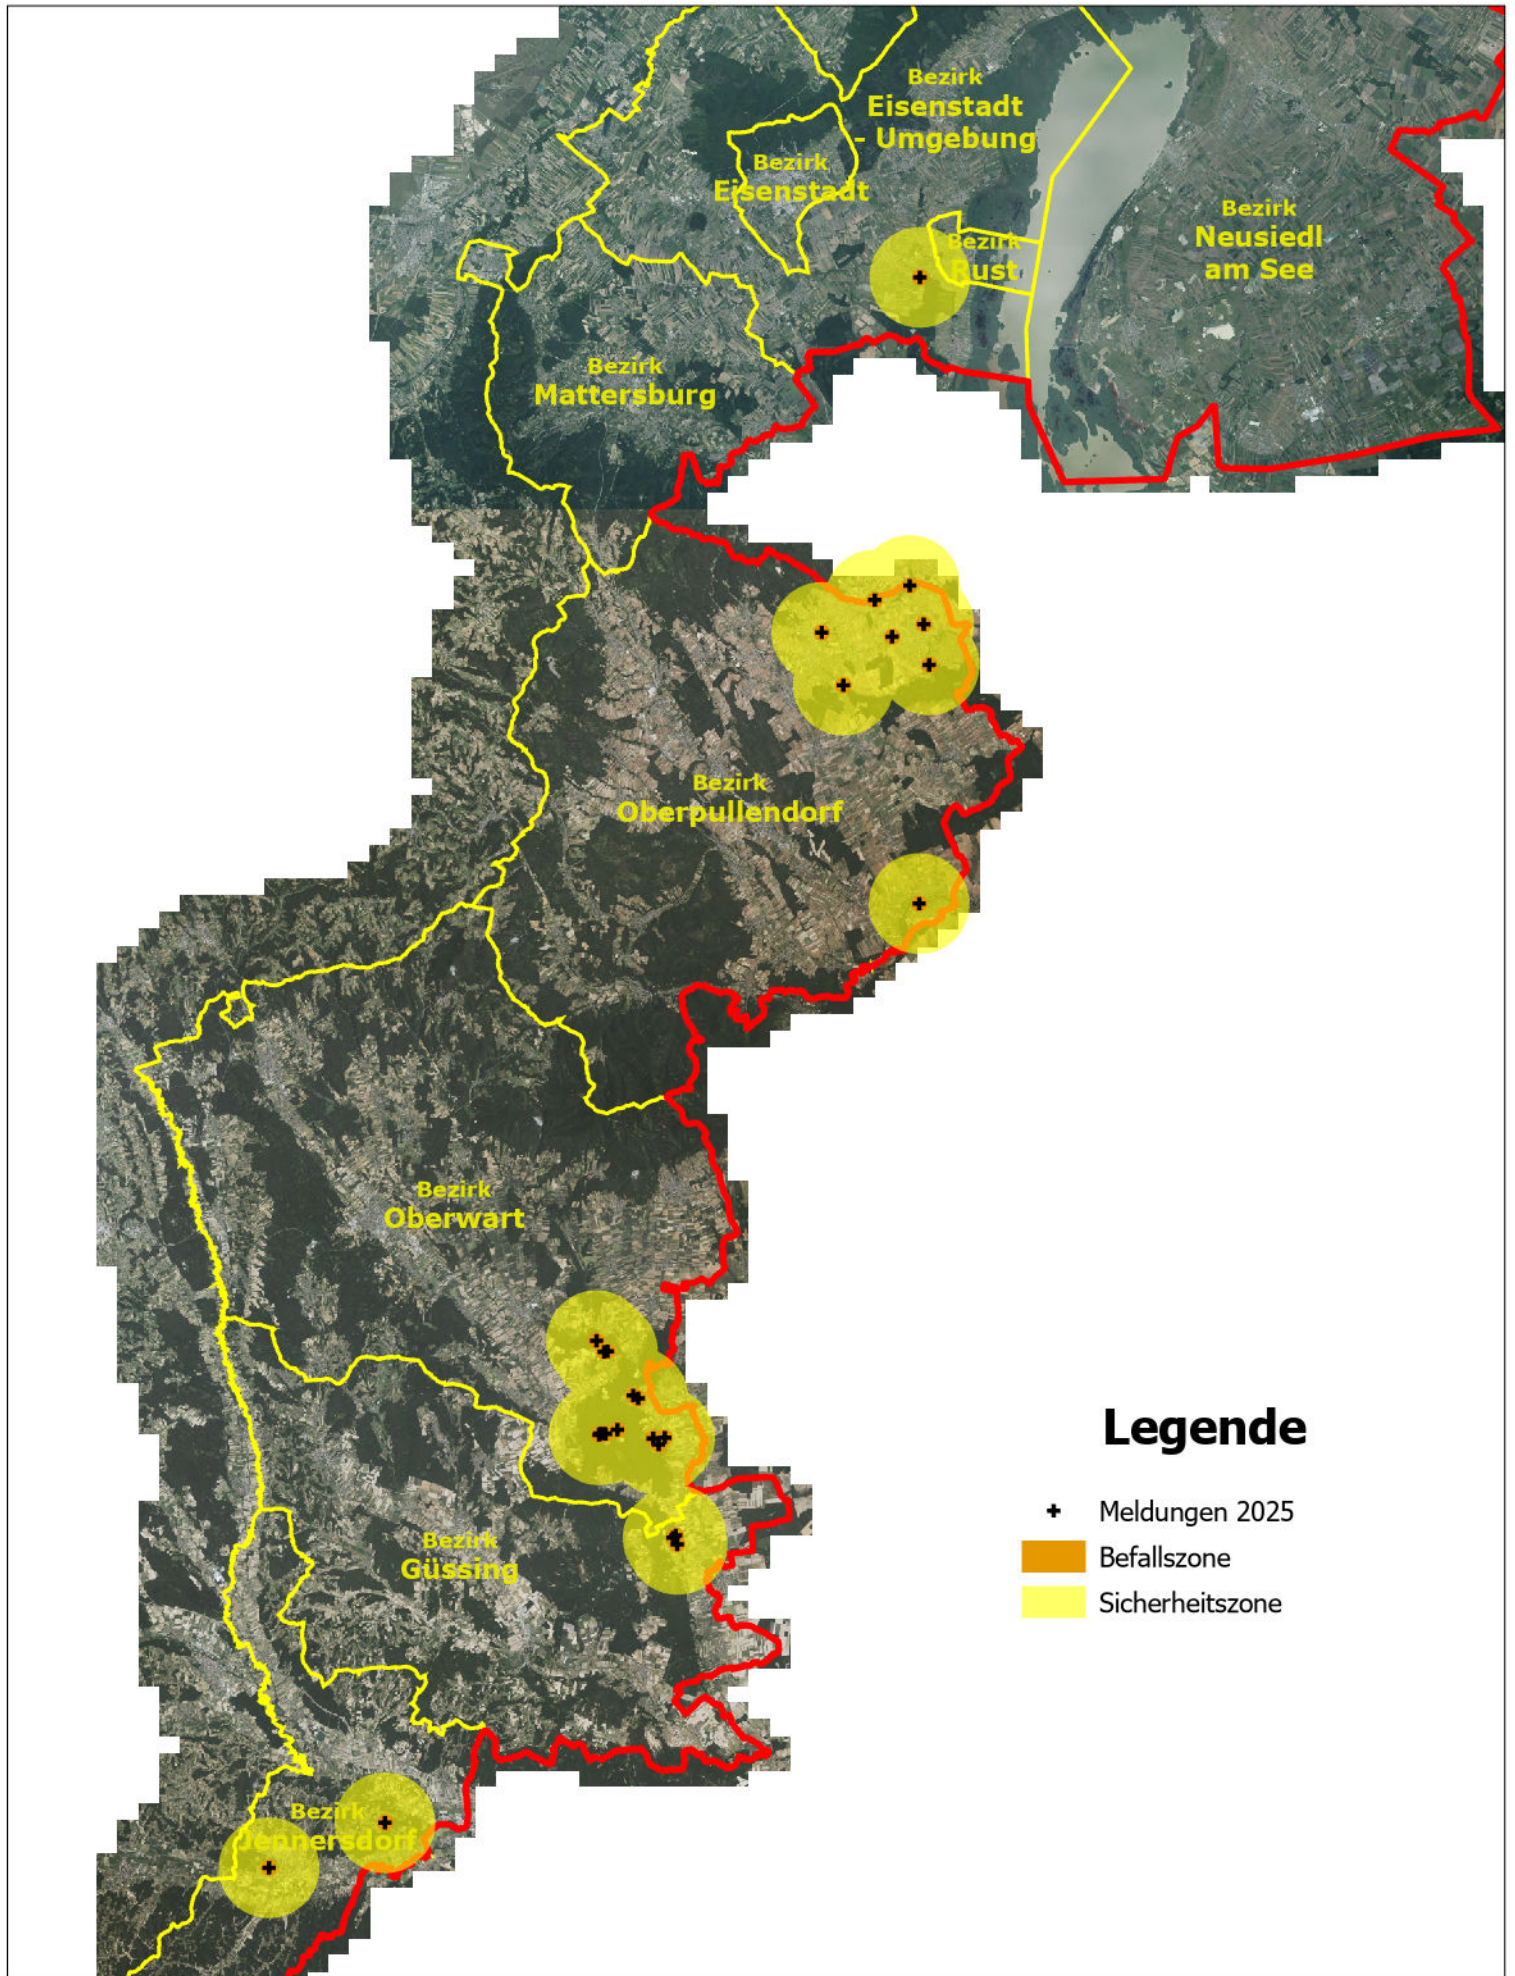 Bezirk
Eisenstadt
- Umgebung
Bezirk
Eisenstadt
Bezirk
Neusiedl
am See
Bezirk
Rust
Bezirk
Mattersburg
Bezirk
Oberpullendorf
Bezirk
Oberwart
Legende
Meldungen 2025
Befallszone
Sicherheitszone
Bezirk
Güssing
Bezirk
Jennersdorf